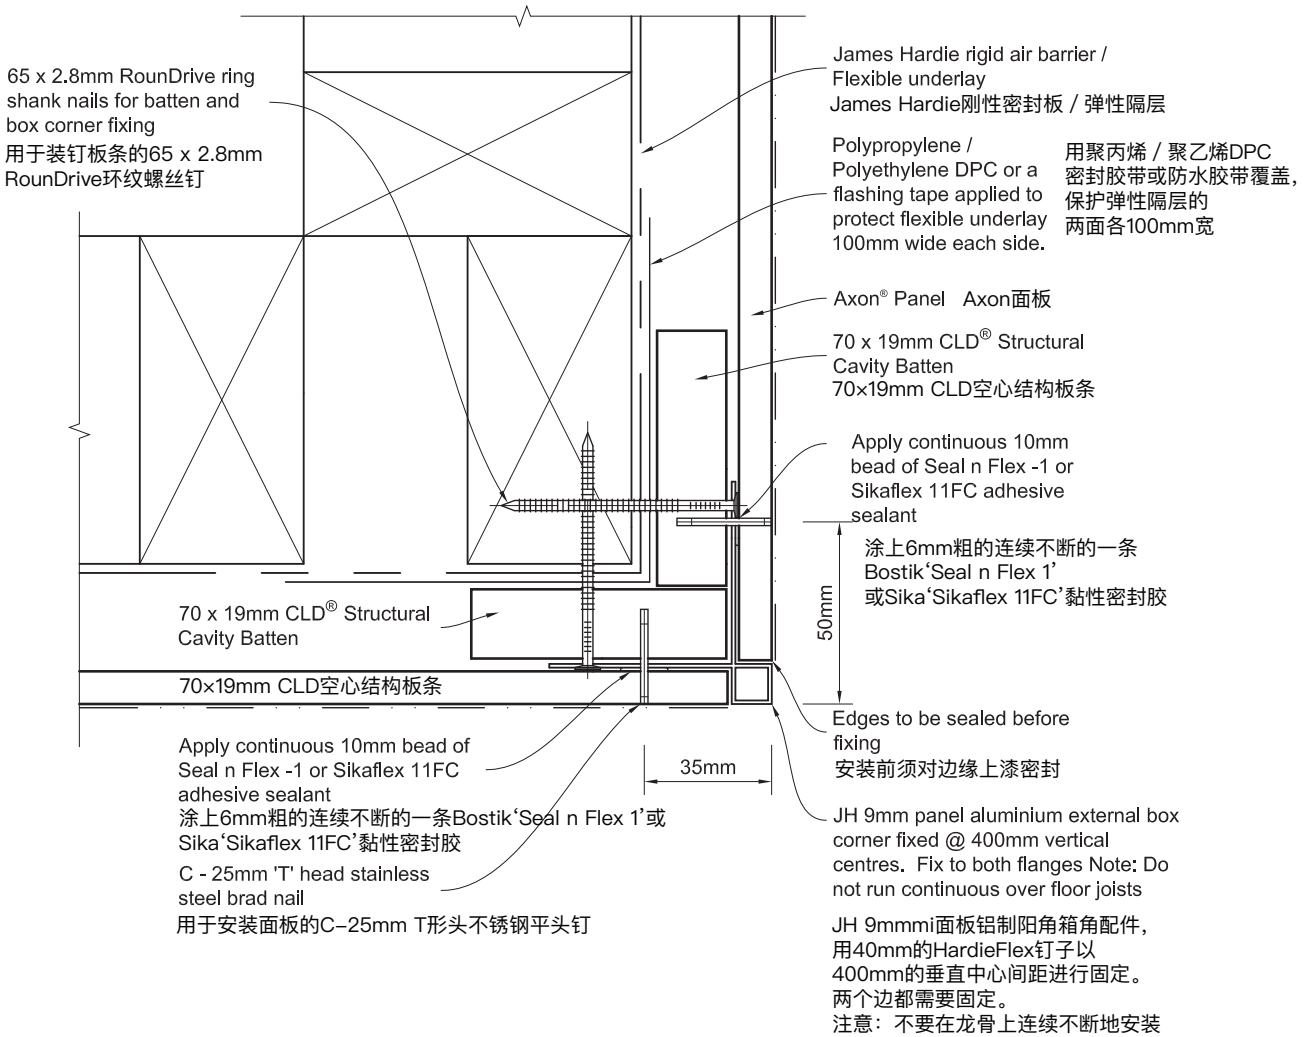 65 x 2.8mm RounDrive ring
shank nails for batten and
box corner fixing
用于装钉板条的65 x 2.8mm
RounDrive环纹螺丝钉
James Hardie rigid air barrier /
Flexible underlay
James Hardie刚性密封板 / 弹性隔层
Polypropylene /
Polyethylene DPC or a
flashing tape applied to
protect flexible underlay
100mm wide each side.
用聚丙烯 / 聚乙烯DPC
密封胶带或防水胶带覆盖，
保护弹性隔层的
两面各100mm宽
Axon® Panel Axon面板
70 x 19mm CLD® Structural
Cavity Batten
70×19mm CLD空心结构板条
Apply continuous 10mm
bead of Seal n Flex -1 or
Sikaflex 11FC adhesive
sealant
涂上6mm粗的连续不断的一条
Bostik‘Seal n Flex 1’
或Sika‘Sikaflex 11FC’黏性密封胶
50mm
70 x 19mm CLD® Structural
Cavity Batten
70×19mm CLD空心结构板条
Apply continuous 10mm bead of
Seal n Flex -1 or Sikaflex 11FC
adhesive sealant
涂上6mm粗的连续不断的一条Bostik‘Seal n Flex 1’或
Sika‘Sikaflex 11FC’黏性密封胶
C - 25mm 'T' head stainless
steel brad nail
用于安装面板的C–25mm T形头不锈钢平头钉
35mm
Edges to be sealed before
fixing
安装前须对边缘上漆密封
JH 9mm panel aluminium external box
corner fixed @ 400mm vertical
centres. Fix to both flanges Note: Do
not run continuous over floor joists
JH 9mmmi面板铝制阳角箱角配件，
用40mm的HardieFlex钉子以
400mm的垂直中心间距进行固定。
两个边都需要固定。
注意：不要在龙骨上连续不断地安装